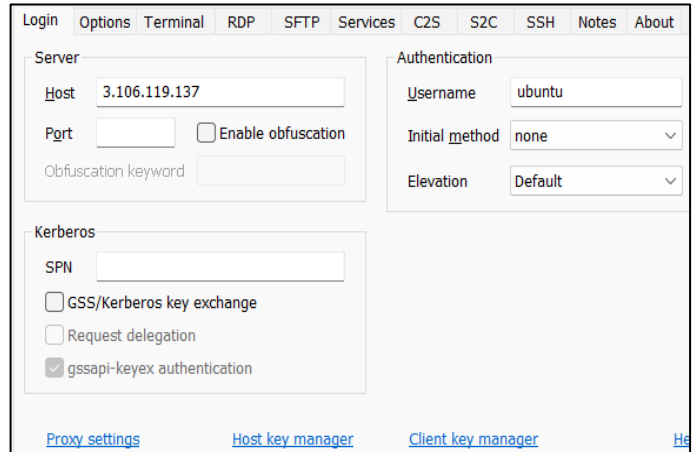 Login Options Terminal RDP SFTP Services C2S S2C SSH Notes About
Server
Host 3.106.119.137
Port Enable obfuscation
Obfuscation keyword
Authentication
Username ubuntu
Initial method none
Elevation Default
Kerberos
SPN
GSS/Kerberos key exchange
Request delegation
gssapi-keyex authentication
Proxy settings Host key manager Client key manager